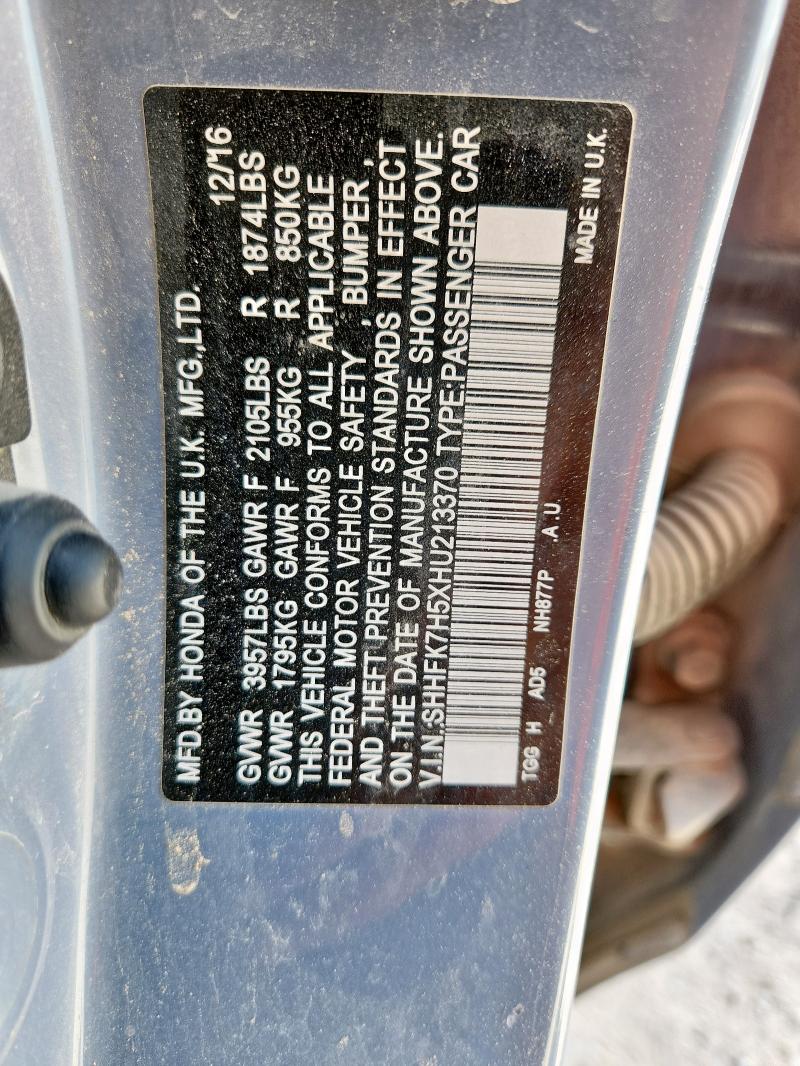 MFD.BY HONDA OF THE U.K. MFG.,LTD. 12/16
GVWR 3957LBS GAWR F 2105LBS R 1874LBS
GVWR 1795KG GAWR F 955KG R 850KG
THIS VEHICLE CONFORMS TO ALL APPLICABLE
FEDERAL MOTOR VEHICLE SAFETY , BUMPER ,
AND THEFT PREVENTION STANDARDS IN EFFECT
ON THE DATE OF MANUFACTURE SHOWN ABOVE.
V.I.N.SHHFK7H5XHU213370 TYPE:PASSENGER CAR
TGG H AD5 NH877P A U. MADE IN U.K.